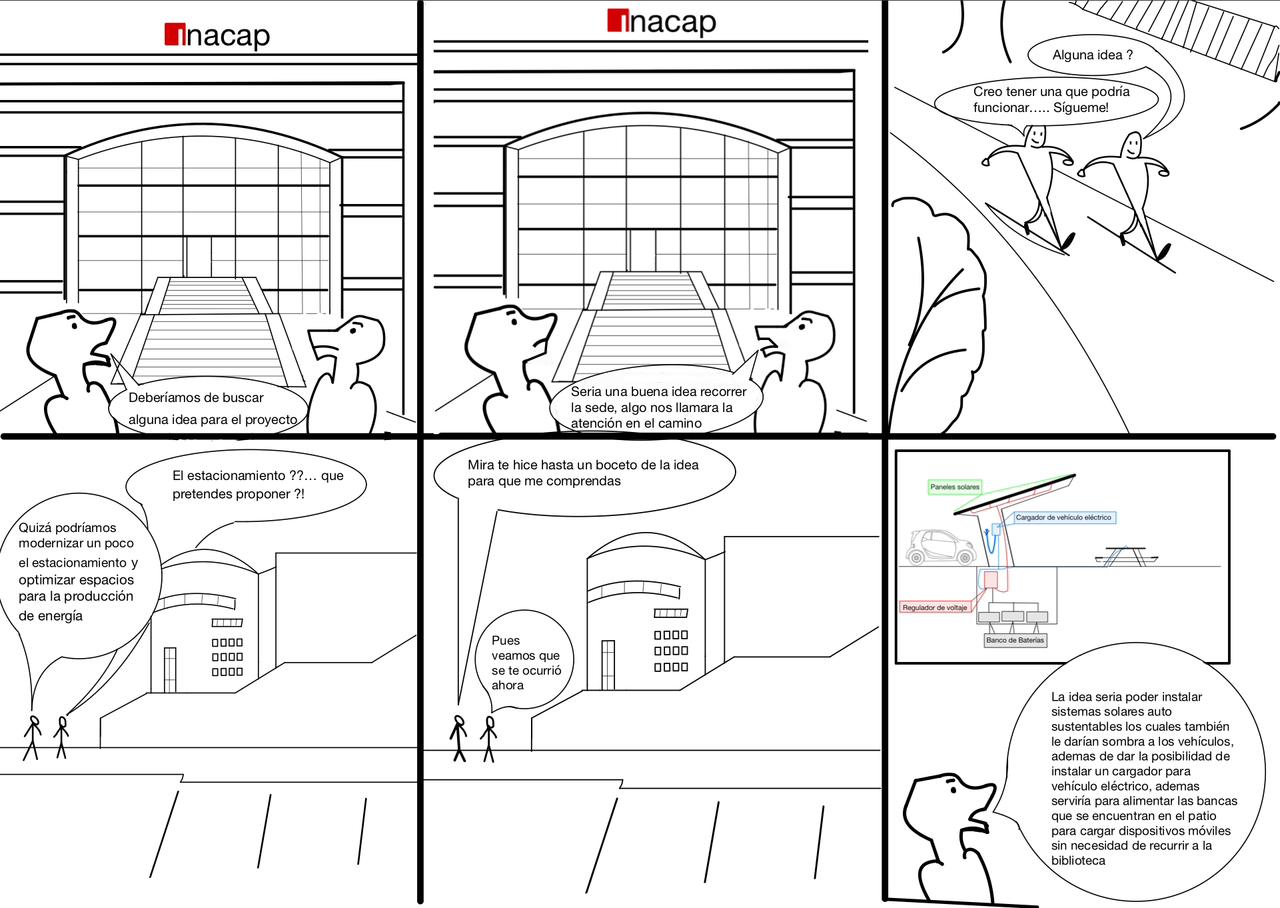 inacap
Deberíamos de buscar
alguna idea para el proyecto
inacap
Seria una buena idea recorrer
la sede, algo nos llamara la
atención en el camino
Alguna idea ?
Creo tener una que podría
funcionar..... Sígueme!
El estacionamiento ??... que
pretendes proponer ?!
Quizá podríamos
modernizar un poco
el estacionamiento y
optimizar espacios
para la producción
de energía
Mira te hice hasta un boceto de la idea
para que me comprendas
Pues
veamos que
se te ocurrió
ahora
Paneles solares
Cargador de vehículo eléctrico
Regulador de voltaje
Banco de Baterías
La idea seria poder instalar
sistemas solares auto
sustentables los cuales también
le darían sombra a los vehículos,
ademas de dar la posibilidad de
instalar un cargador para
vehículo eléctrico, ademas
serviría para alimentar las bancas
que se encuentran en el patio
para cargar dispositivos móviles
sin necesidad de recurrir a la
biblioteca